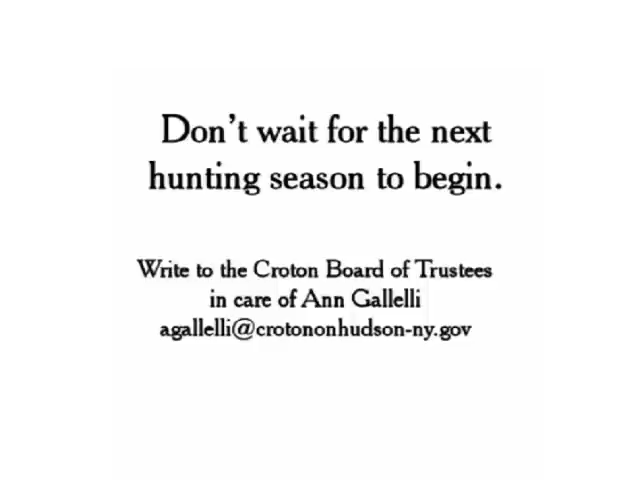 Don't wait for the next
hunting season to begin.
Write to the Croton Board of Trustees
in care of Ann Gallelli
agallelli@crotononhudson-ny.gov